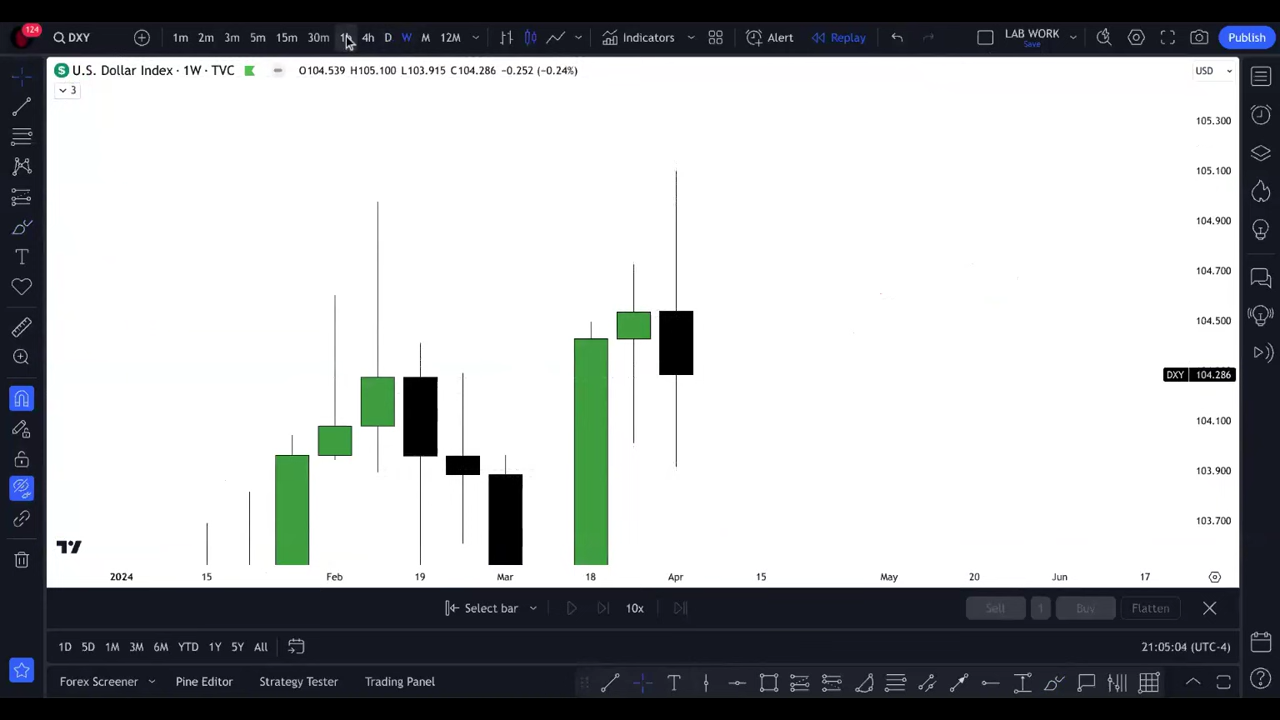 124
DXY
1m 2m 3m 5m 15m 30m 4h D W M 12M
Indicators
Alert
Replay
LAB WORK
Save
Publish
U.S. Dollar Index · 1W · TVC
O104.539 H105.100 L103.915 C104.286 -0.252 (-0.24%)
USD
3
105.300
105.100
104.900
104.700
104.500
DXY 104.286
104.100
103.900
103.700
2024 15 Feb 19 Mar 18 Apr 15 May 20 Jun 17
Select bar
10x
Sell 1 Buy Flatten
1D 5D 1M 3M 6M YTD 1Y 5Y All
21:05:04 (UTC-4)
Forex Screener Pine Editor Strategy Tester Trading Panel